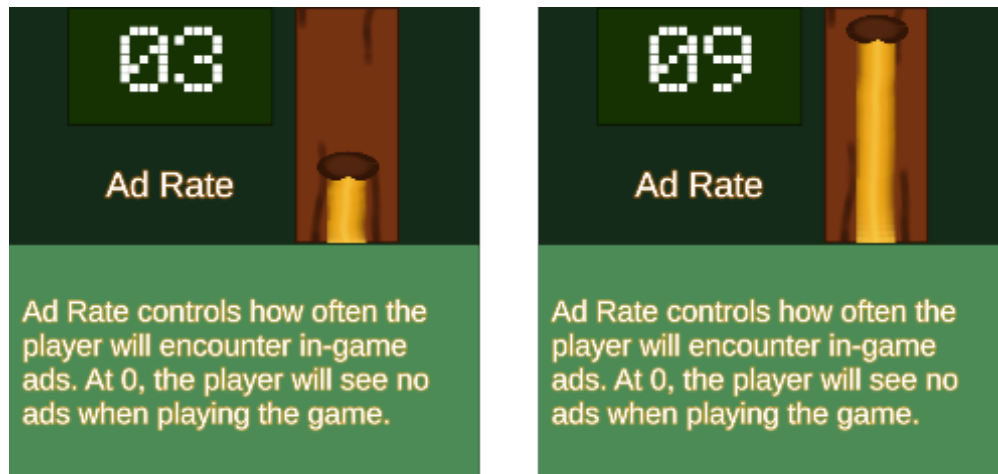 03
Ad Rate
Ad Rate controls how often the
player will encounter in-game
ads. At 0, the player will see no
ads when playing the game.
09
Ad Rate
Ad Rate controls how often the
player will encounter in-game
ads. At 0, the player will see no
ads when playing the game.